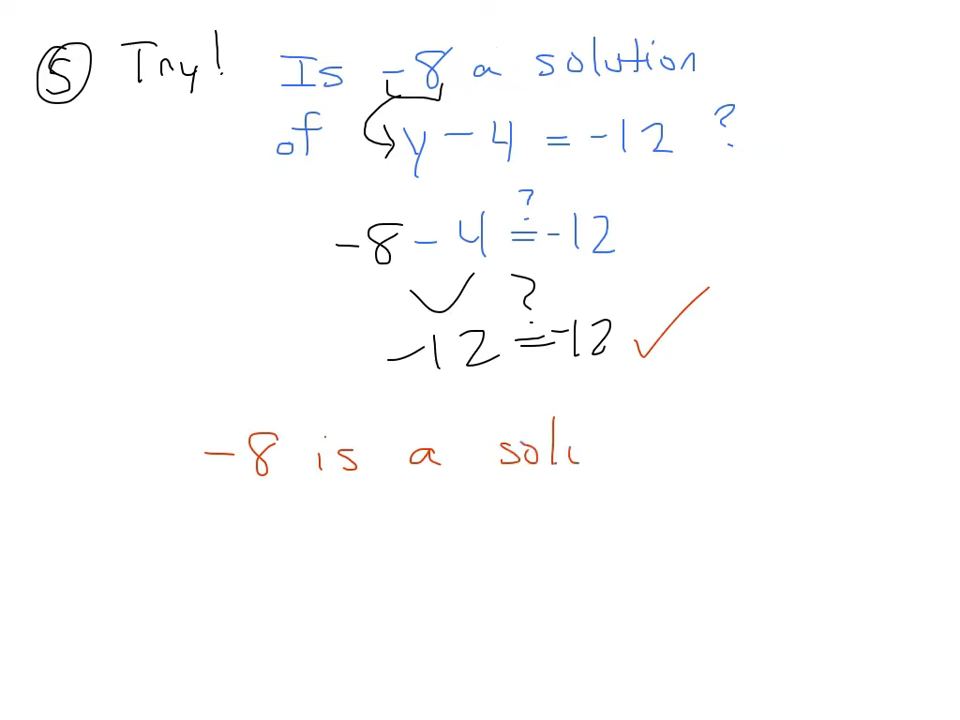 5 Try! Is -8 a solution
of y - 4 = -12 ?
-8 - 4 ≟ -12
-12 ≟ -12 ✓
-8 is a solu